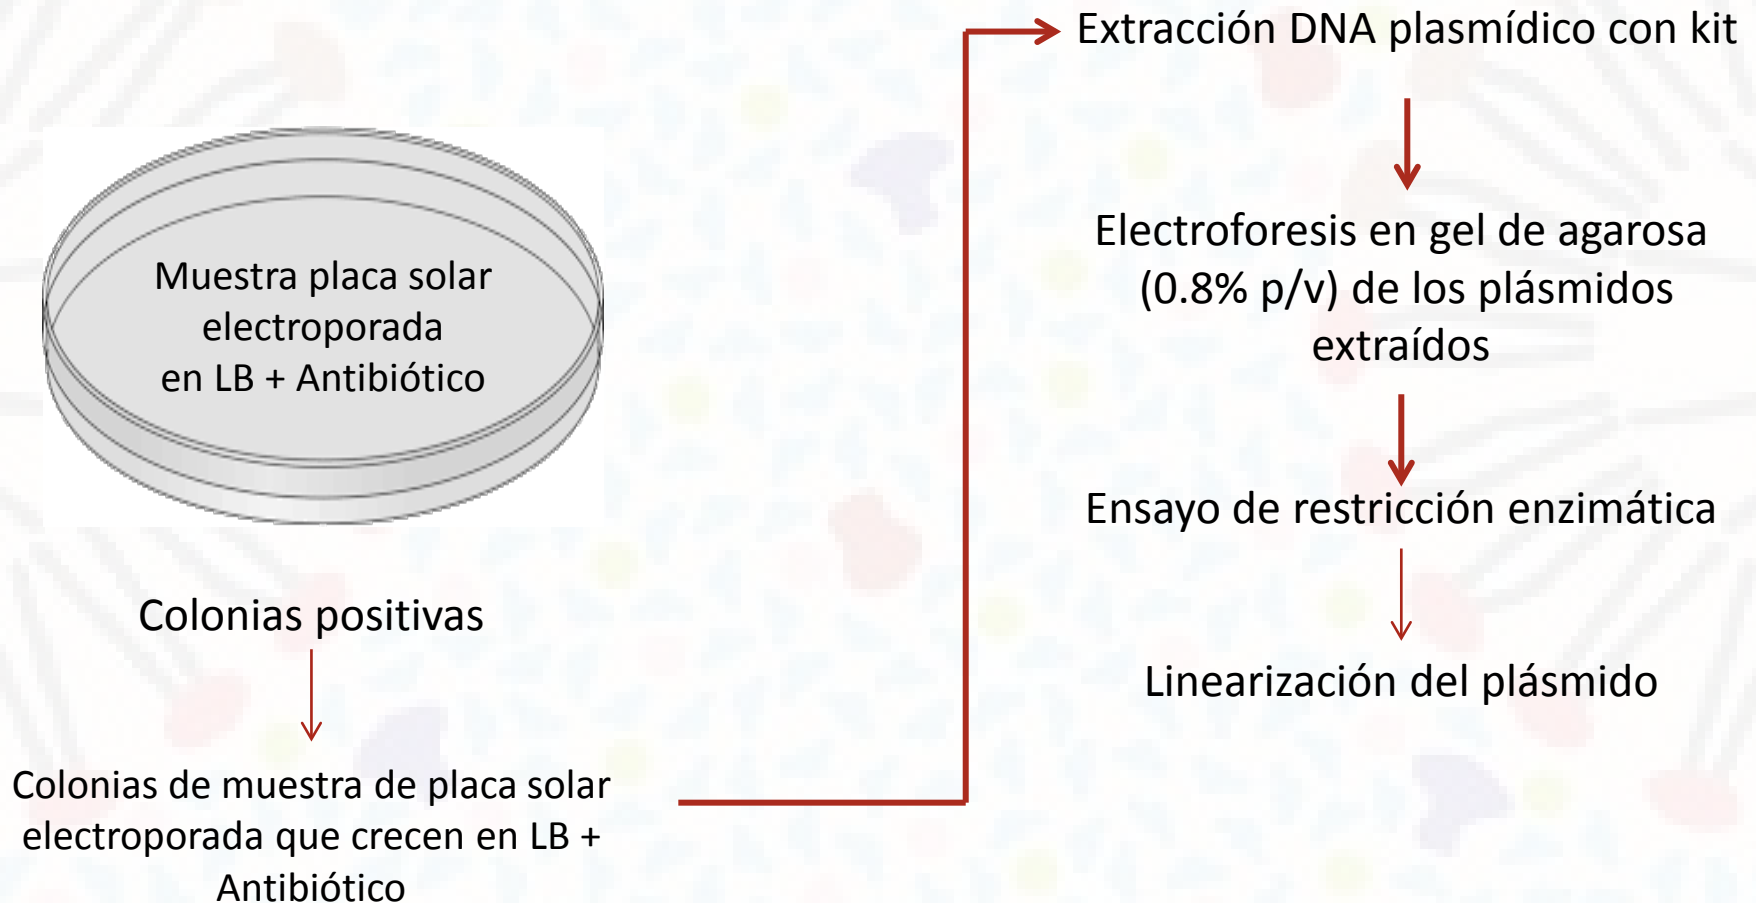 Muestra placa solar
electroporada
en LB + Antibiótico
Colonias positivas
Colonias de muestra de placa solar
electroporada que crecen en LB +
Antibiótico
Extracción DNA plasmídico con kit
Electroforesis en gel de agarosa
(0.8% p/v) de los plásmidos
extraídos
Ensayo de restricción enzimática
Linearización del plásmido